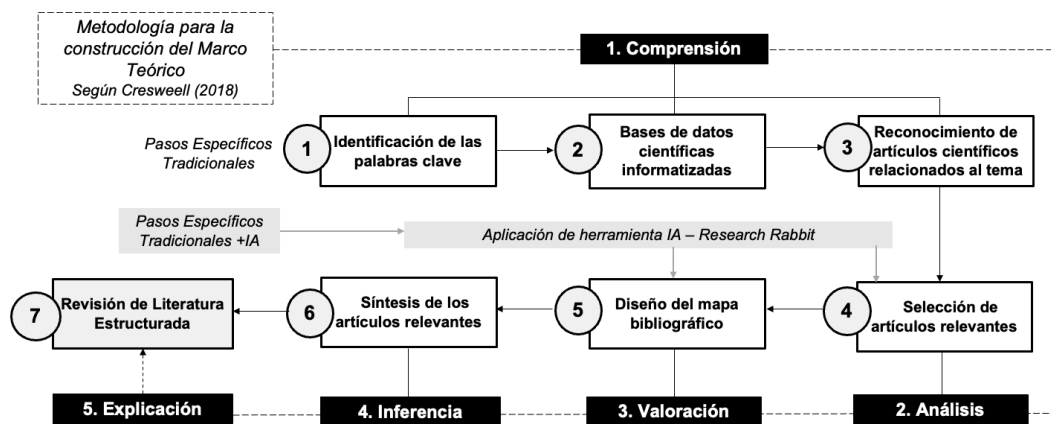 Metodología para la
construcción del Marco
Teórico
Según Cresweell (2018)
1. Comprensión
Pasos Específicos
Tradicionales
1
Identificación de las
palabras clave
2
Bases de datos
científicas
informatizadas
3
Reconocimiento de
artículos científicos
relacionados al tema
Pasos Específicos
Tradicionales +IA
Aplicación de herramienta IA – Research Rabbit
7
Revisión de Literatura
Estructurada
6
Síntesis de los
artículos relevantes
5
Diseño del mapa
bibliográfico
4
Selección de
artículos relevantes
5. Explicación
4. Inferencia
3. Valoración
2. Análisis